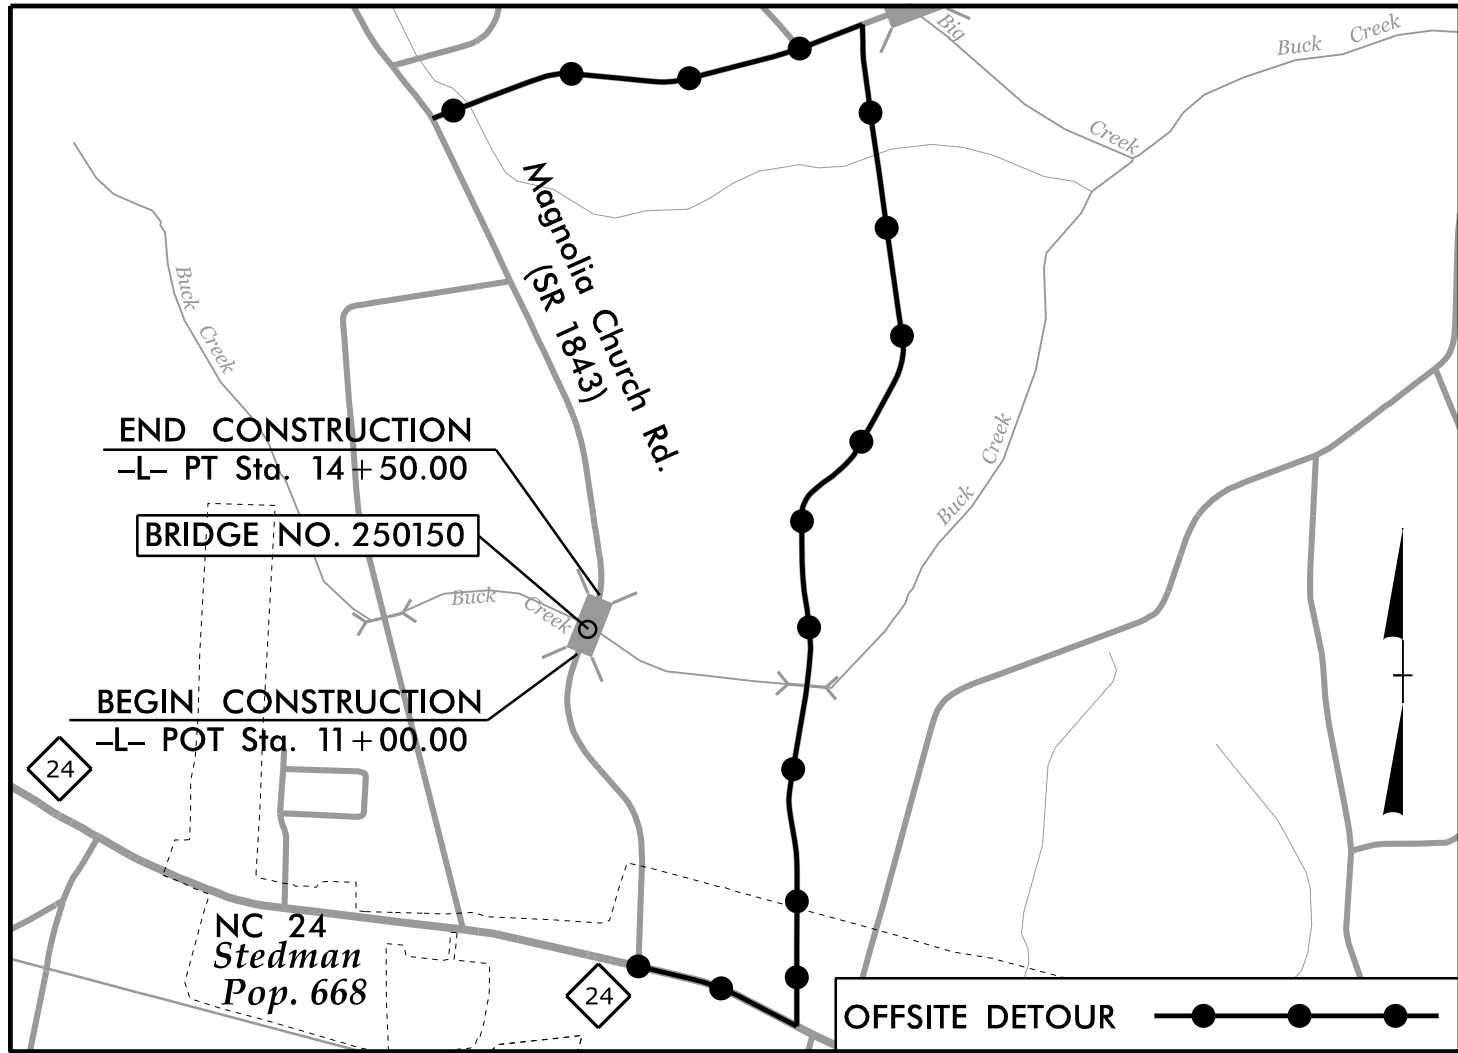 Big
Creek
Buck Creek
Magnolia Church Rd.
(SR 1843)
Buck Creek
END CONSTRUCTION
-L- PT Sta. 14+50.00
BRIDGE NO. 250150
Buck Creek
Buck Creek
BEGIN CONSTRUCTION
-L- POT Sta. 11+00.00
24
NC 24
Stedman
Pop. 668
24
OFFSITE DETOUR